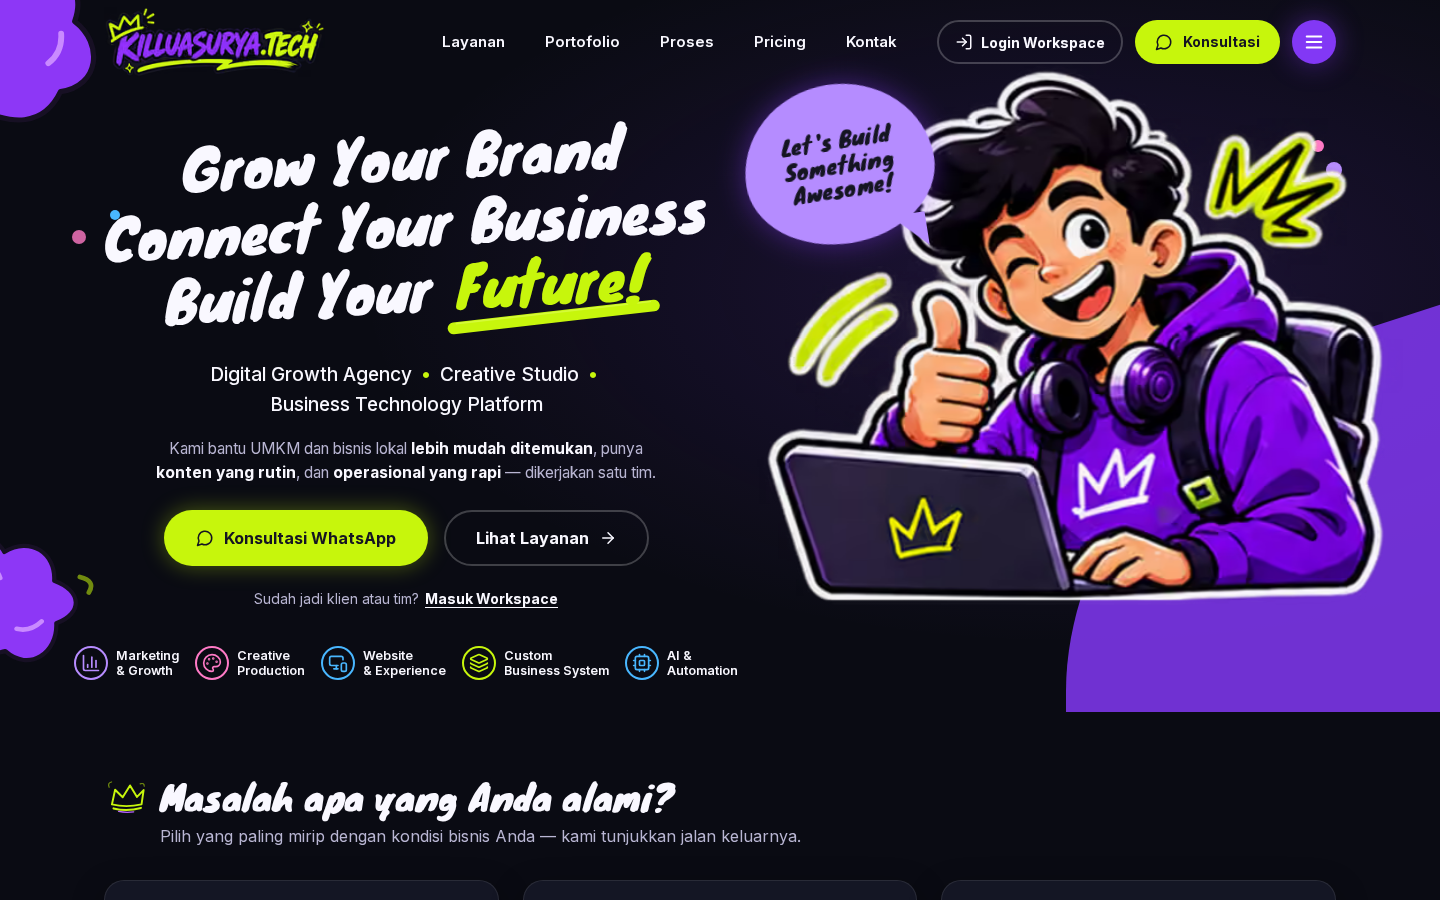 KILLUASURYA.TECH
Layanan
Portofolio
Proses
Pricing
Kontak
Login Workspace
Konsultasi
Grow Your Brand
Connect Your Business
Build Your Future!
Let's Build
Something
Awesome!
Digital Growth Agency • Creative Studio •
Business Technology Platform
Kami bantu UMKM dan bisnis lokal lebih mudah ditemukan, punya
konten yang rutin, dan operasional yang rapi — dikerjakan satu tim.
Konsultasi WhatsApp
Lihat Layanan
Sudah jadi klien atau tim? Masuk Workspace
Marketing
& Growth
Creative
Production
Website
& Experience
Custom
Business System
AI &
Automation
Masalah apa yang Anda alami?
Pilih yang paling mirip dengan kondisi bisnis Anda — kami tunjukkan jalan keluarnya.